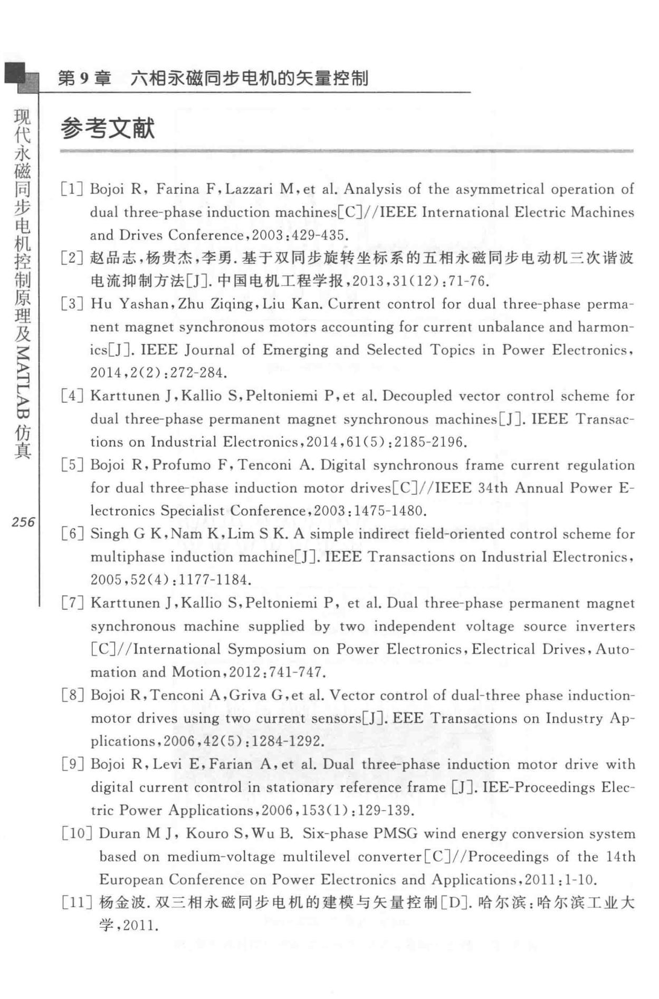 第 9 章 六相永磁同步电机的矢量控制
现代永磁同步电机控制原理及MATLAB仿真
256
参考文献
[1] Bojoi R, Farina F,Lazzari M,et al. Analysis of the asymmetrical operation of
dual three-phase induction machines[C]//IEEE International Electric Machines
and Drives Conference,2003:429-435.
[2] 赵品志,杨贵杰,李勇.基于双同步旋转坐标系的五相永磁同步电动机三次谐波
电流抑制方法[J].中国电机工程学报,2013,31(12):71-76.
[3] Hu Yashan,Zhu Ziqing,Liu Kan. Current control for dual three-phase perma-
nent magnet synchronous motors accounting for current unbalance and harmon-
ics[J]. IEEE Journal of Emerging and Selected Topics in Power Electronics,
2014,2(2):272-284.
[4] Karttunen J,Kallio S,Peltoniemi P,et al. Decoupled vector control scheme for
dual three-phase permanent magnet synchronous machines[J]. IEEE Transac-
tions on Industrial Electronics,2014,61(5):2185-2196.
[5] Bojoi R,Profumo F,Tenconi A. Digital synchronous frame current regulation
for dual three-phase induction motor drives[C]//IEEE 34th Annual Power E-
lectronics Specialist Conference,2003:1475-1480.
[6] Singh G K,Nam K,Lim S K. A simple indirect field-oriented control scheme for
multiphase induction machine[J]. IEEE Transactions on Industrial Electronics,
2005,52(4):1177-1184.
[7] Karttunen J,Kallio S,Peltoniemi P, et al. Dual three-phase permanent magnet
synchronous machine supplied by two independent voltage source inverters
[C]//International Symposium on Power Electronics,Electrical Drives,Auto-
mation and Motion,2012:741-747.
[8] Bojoi R,Tenconi A,Griva G,et al. Vector control of dual-three phase induction-
motor drives using two current sensors[J]. EEE Transactions on Industry Ap-
plications,2006,42(5):1284-1292.
[9] Bojoi R,Levi E,Farian A,et al. Dual three-phase induction motor drive with
digital current control in stationary reference frame [J]. IEE-Proceedings Elec-
tric Power Applications,2006,153(1):129-139.
[10] Duran M J, Kouro S,Wu B. Six-phase PMSG wind energy conversion system
based on medium-voltage multilevel converter[C]//Proceedings of the 14th
European Conference on Power Electronics and Applications,2011:1-10.
[11] 杨金波.双三相永磁同步电机的建模与矢量控制[D].哈尔滨:哈尔滨工业大
学,2011.